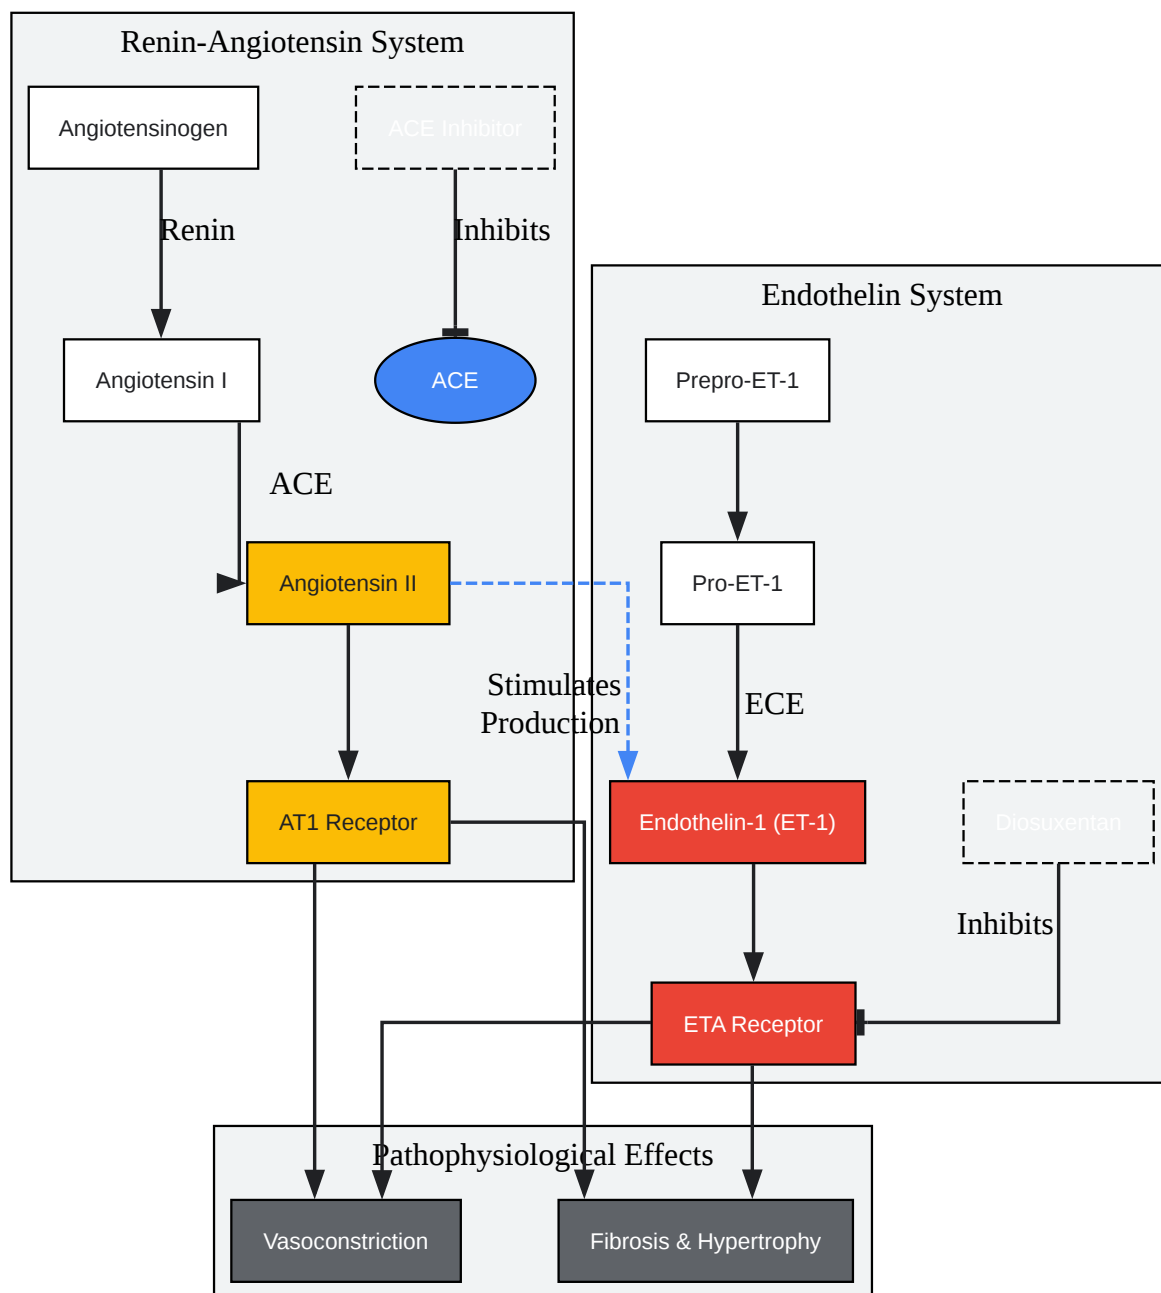 Renin-Angiotensin System
Angiotensinogen
ACE Inhibitor
Renin
Inhibits
Endothelin System
Angiotensin I
ACE
Prepro-ET-1
ACE
Angiotensin II
Pro-ET-1
Stimulates
Production
ECE
AT1 Receptor
Endothelin-1 (ET-1)
Diosuxentan
Inhibits
ETA Receptor
Pathophysiological Effects
Vasoconstriction
Fibrosis & Hypertrophy